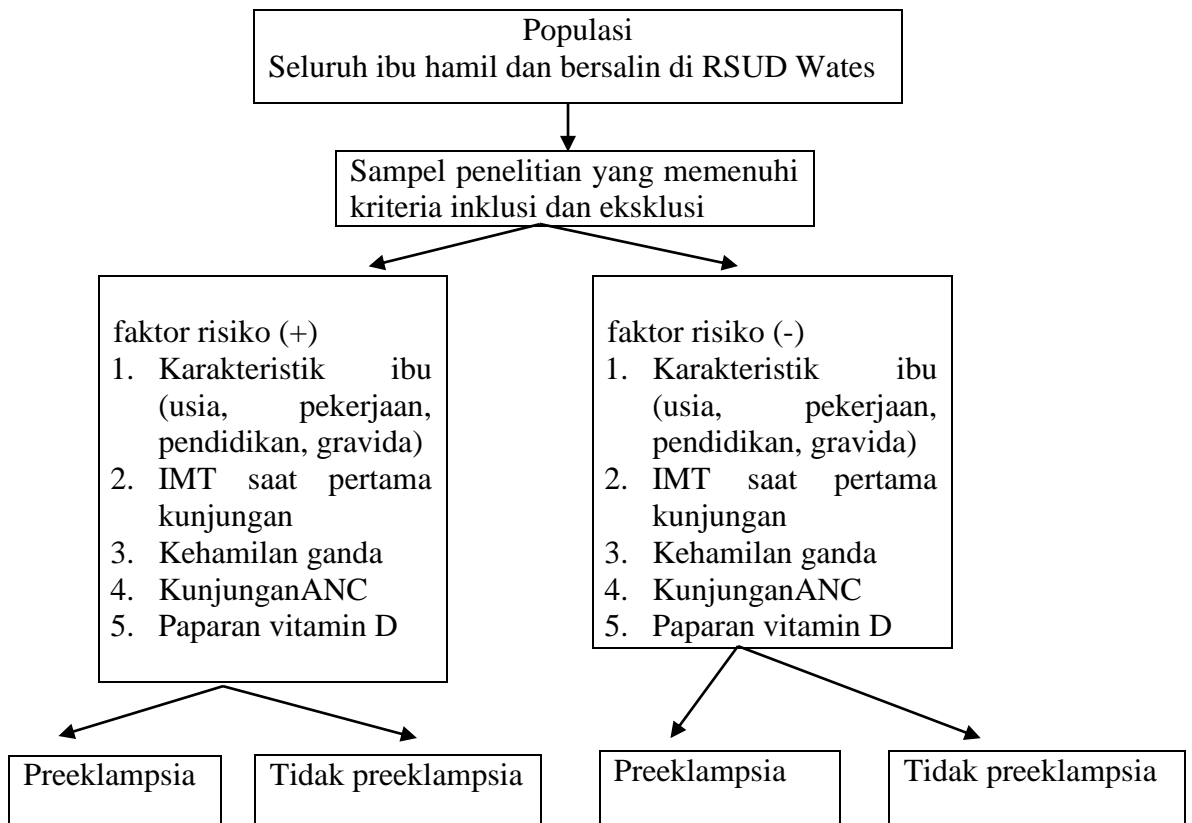 Populasi
Seluruh ibu hamil dan bersalin di RSUD Wates
Sampel penelitian yang memenuhi
kriteria inklusi dan eksklusi
faktor risiko (+)
1. Karakteristik ibu
(usia, pekerjaan,
pendidikan, gravida)
2. IMT saat pertama
kunjungan
3. Kehamilan ganda
4. KunjunganANC
5. Paparan vitamin D
faktor risiko (-)
1. Karakteristik ibu
(usia, pekerjaan,
pendidikan, gravida)
2. IMT saat pertama
kunjungan
3. Kehamilan ganda
4. KunjunganANC
5. Paparan vitamin D
Preeklampsia
Tidak preeklampsia
Preeklampsia
Tidak preeklampsia